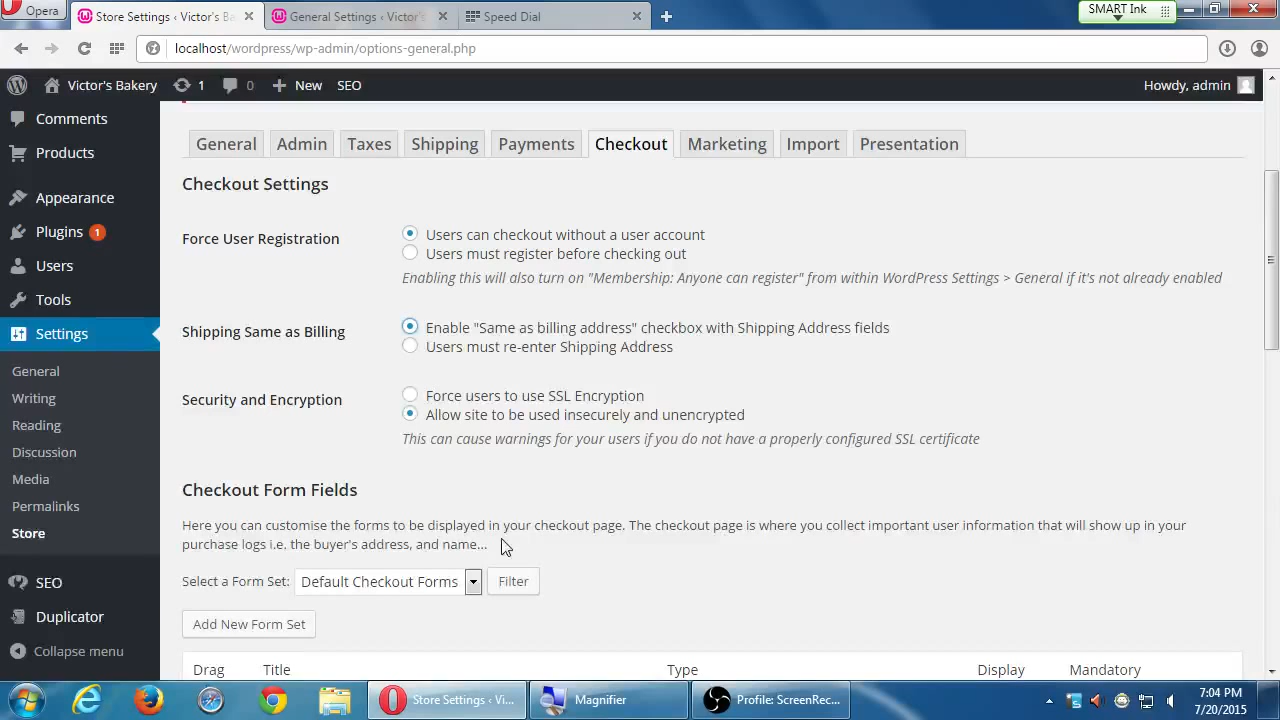 Opera
Store Settings ‹ Victor's Ba
General Settings ‹ Victor's
Speed Dial
SMART Ink
localhost/wordpress/wp-admin/options-general.php
Victor's Bakery
1
0
New
SEO
Howdy, admin
Comments
Products
Appearance
Plugins 1
Users
Tools
Settings
General
Writing
Reading
Discussion
Media
Permalinks
Store
SEO
Duplicator
Collapse menu
General
Admin
Taxes
Shipping
Payments
Checkout
Marketing
Import
Presentation
Checkout Settings
Force User Registration
Users can checkout without a user account
Users must register before checking out
Enabling this will also turn on "Membership: Anyone can register" from within WordPress Settings > General if it's not already enabled
Shipping Same as Billing
Enable "Same as billing address" checkbox with Shipping Address fields
Users must re-enter Shipping Address
Security and Encryption
Force users to use SSL Encryption
Allow site to be used insecurely and unencrypted
This can cause warnings for your users if you do not have a properly configured SSL certificate
Checkout Form Fields
Here you can customise the forms to be displayed in your checkout page. The checkout page is where you collect important user information that will show up in your
purchase logs i.e. the buyer's address, and name...
Select a Form Set:
Default Checkout Forms
Filter
Add New Form Set
Drag
Title
Type
Display
Mandatory
Store Settings ‹ Vi...
Magnifier
Profile: ScreenRec...
7:04 PM
7/20/2015